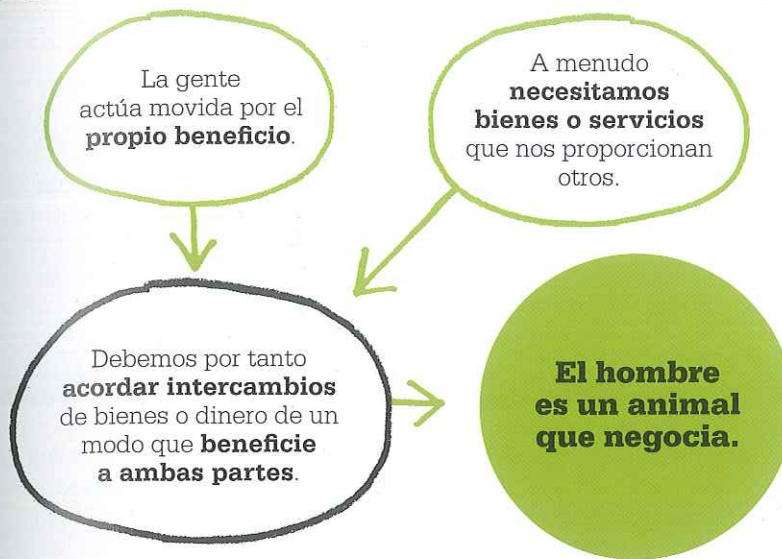 La gente
actúa movida por el
propio beneficio.
A menudo
necesitamos
bienes o servicios
que nos proporcionan
otros.
Debemos por tanto
acordar intercambios
de bienes o dinero de un
modo que beneficie
a ambas partes.
El hombre
es un animal
que negocia.